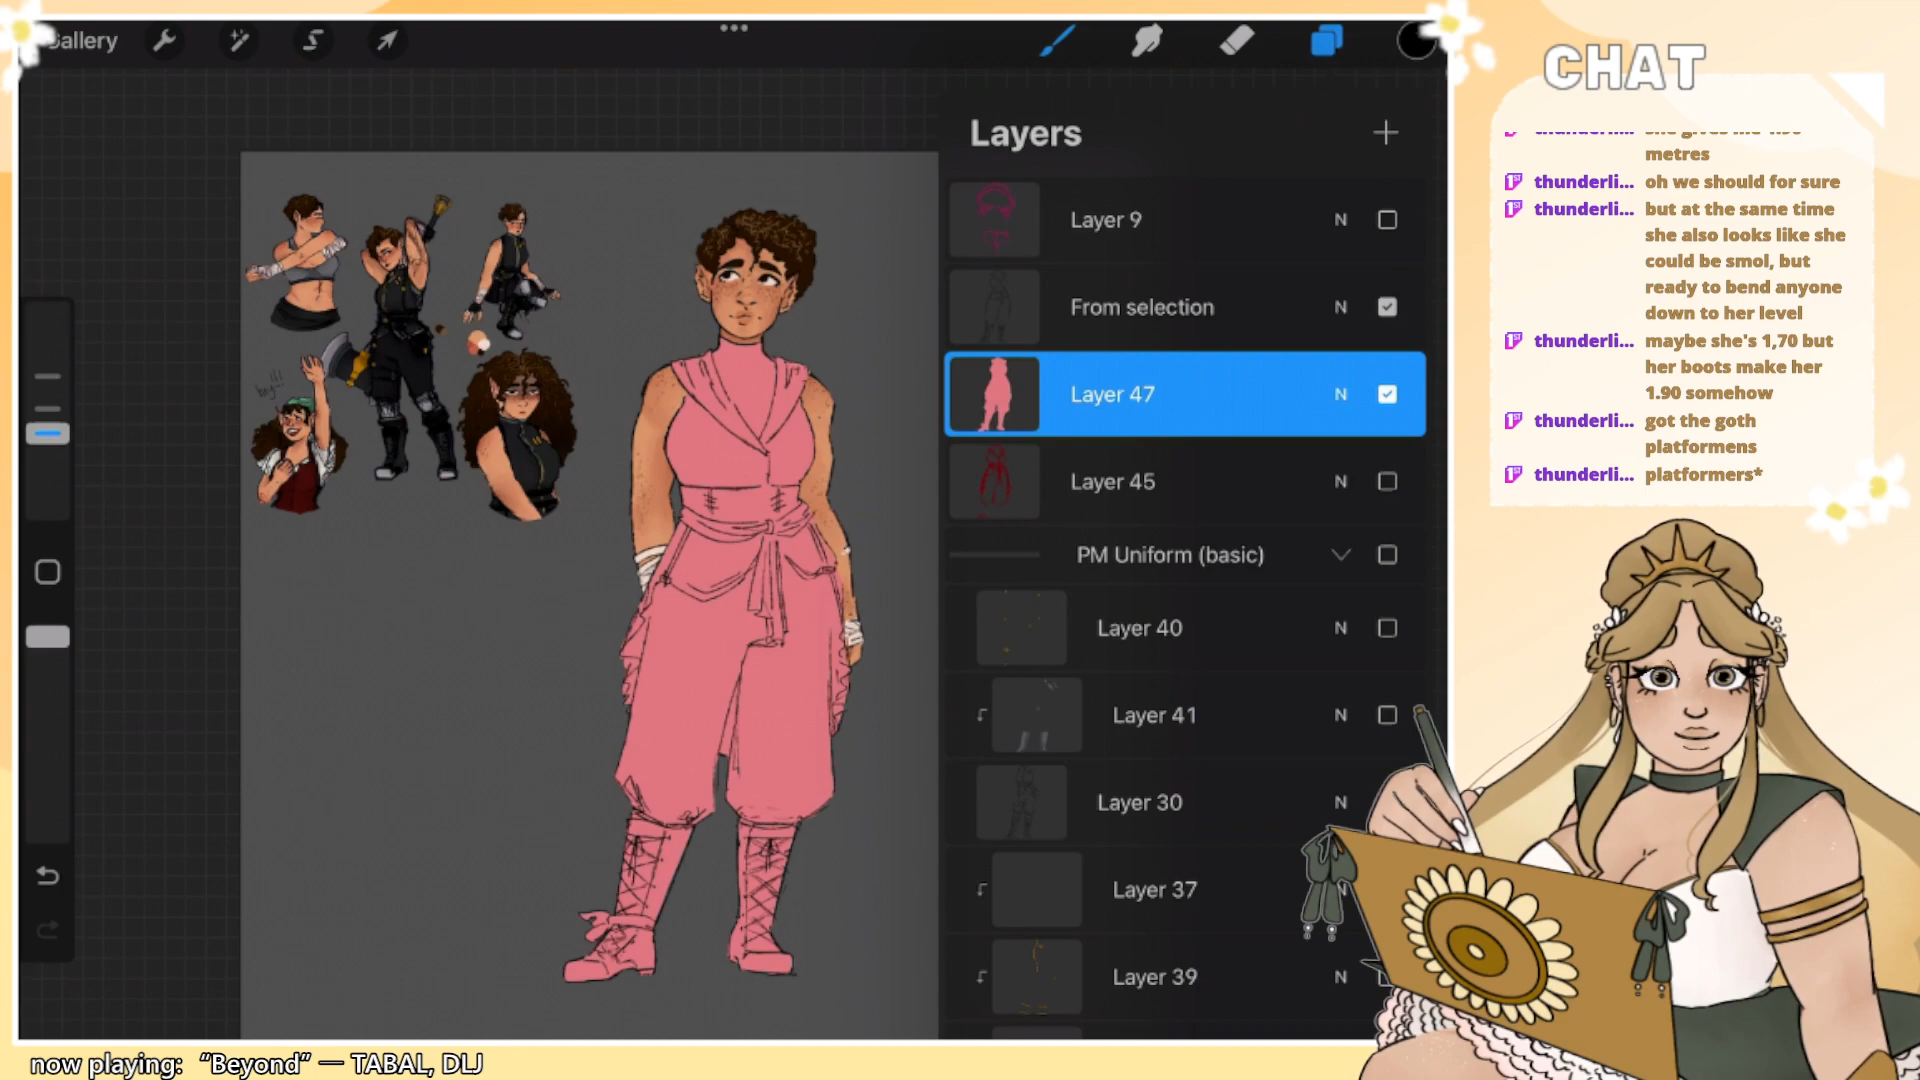 Gallery
Layers
Layer 9 N
From selection N
Layer 47 N
Layer 45 N
PM Uniform (basic)
Layer 40 N
Layer 41 N
Layer 30 N
Layer 37
Layer 39 N
CHAT
metres
thunderli... oh we should for sure
thunderli... but at the same time
she also looks like she
could be smol, but
ready to bend anyone
down to her level
thunderli... maybe she's 1,70 but
her boots make her
1.90 somehow
thunderli... got the goth
platformens
thunderli... platformers*
now playing: “Beyond” — TABAL, DLJ